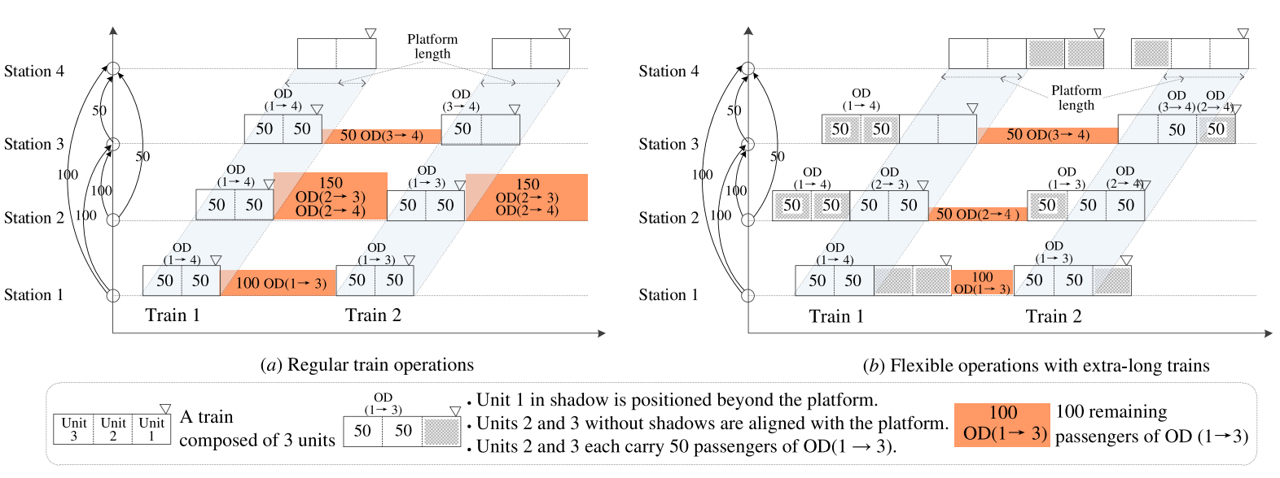 Platform
length
Station 4
OD
(1→ 4)
OD
(3→ 4)
50
50 50
50 OD(3→ 4)
50
Station 3
50
100
OD
(1→ 4)
150
OD(2→3)
OD(2→4)
OD
(1→ 3)
150
OD(2→3)
OD(2→4)
100
50 50
50 50
Station 2
100
OD
(1→ 4)
OD
(1→ 3)
50 50
100 OD(1→ 3)
50 50
Station 1
Train 1
Train 2
(a) Regular train operations
Station 4
Platform
length
OD
(1→ 4)
OD
(3→ 4)
OD
(2→ 4)
50
50 50
50 OD(3→ 4)
50 50
Station 3
50
100
OD
(1→ 4)
OD
(2→ 3)
OD
(1→ 3)
OD
(2→ 4)
100
50 50 50 50
50 OD(2→4 )
50 50 50
Station 2
100
OD
(1→ 4)
OD
(1→ 3)
50 50
100
OD(1→ 3)
50 50
Station 1
Train 1
Train 2
(b) Flexible operations with extra-long trains
Unit
3
Unit
2
Unit
1
A train
composed of 3 units
OD
(1→ 3)
50 50
• Unit 1 in shadow is positioned beyond the platform.
• Units 2 and 3 without shadows are aligned with the platform.
• Units 2 and 3 each carry 50 passengers of OD(1 → 3).
100
OD(1→ 3)
100 remaining
passengers of OD (1→3)